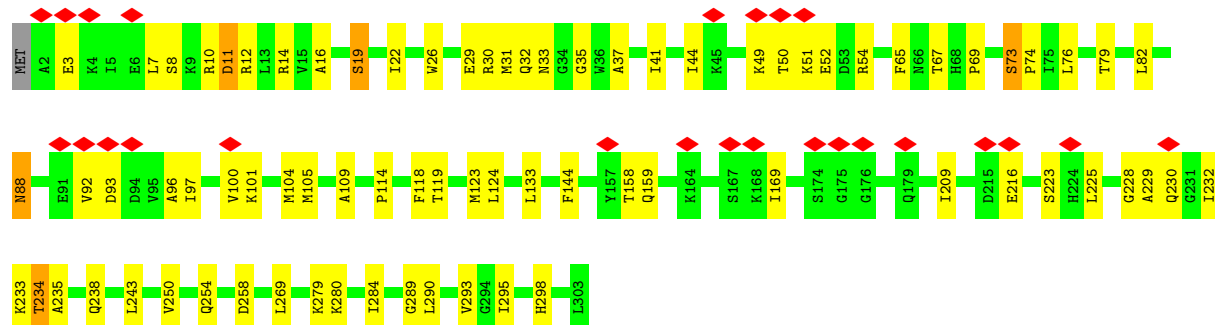 MET A2 E3 K4 I5 E6 L7 S8 K9 R10 D11 R12 L13 R14 V15 A16 S19 I22 W26 E29 R30 M31 Q32 N33 G34 G35 W36 A37 I41 I44 K45 K49 T50 K51 E52 D53 R54 F65 N66 T67 H68 P69 S73 P74 I75 L76 T79 L82
N88 E91 V92 D93 D94 V95 A96 I97 V100 K101 M104 M105 A109 P114 F118 T119 M123 L124 L133 F144 Y157 T158 Q159 K164 S167 K168 I169 S174 G175 G176 Q179 I209 D215 E216 S223 H224 L225 G228 A229 Q230 G231 I232
K233 T234 A235 Q238 L243 V250 Q254 D258 L269 K279 K280 I284 G289 L290 V293 G294 I295 H298 L303